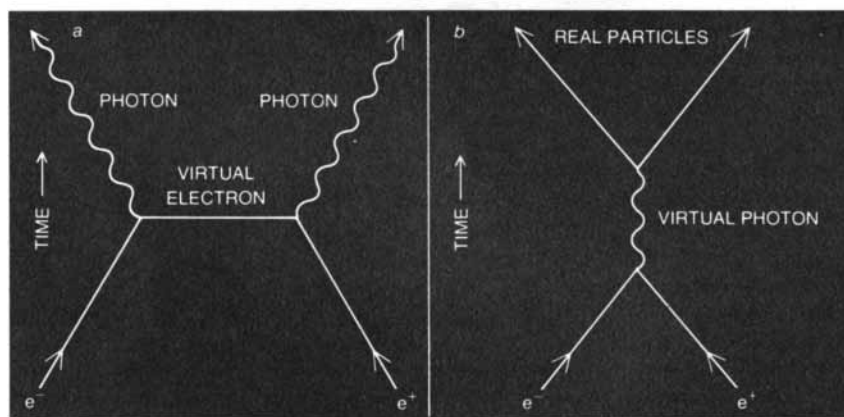 a
PHOTON
PHOTON
VIRTUAL
ELECTRON
TIME
e⁻
e⁺
b
REAL PARTICLES
TIME
VIRTUAL PHOTON
e⁻
e⁺